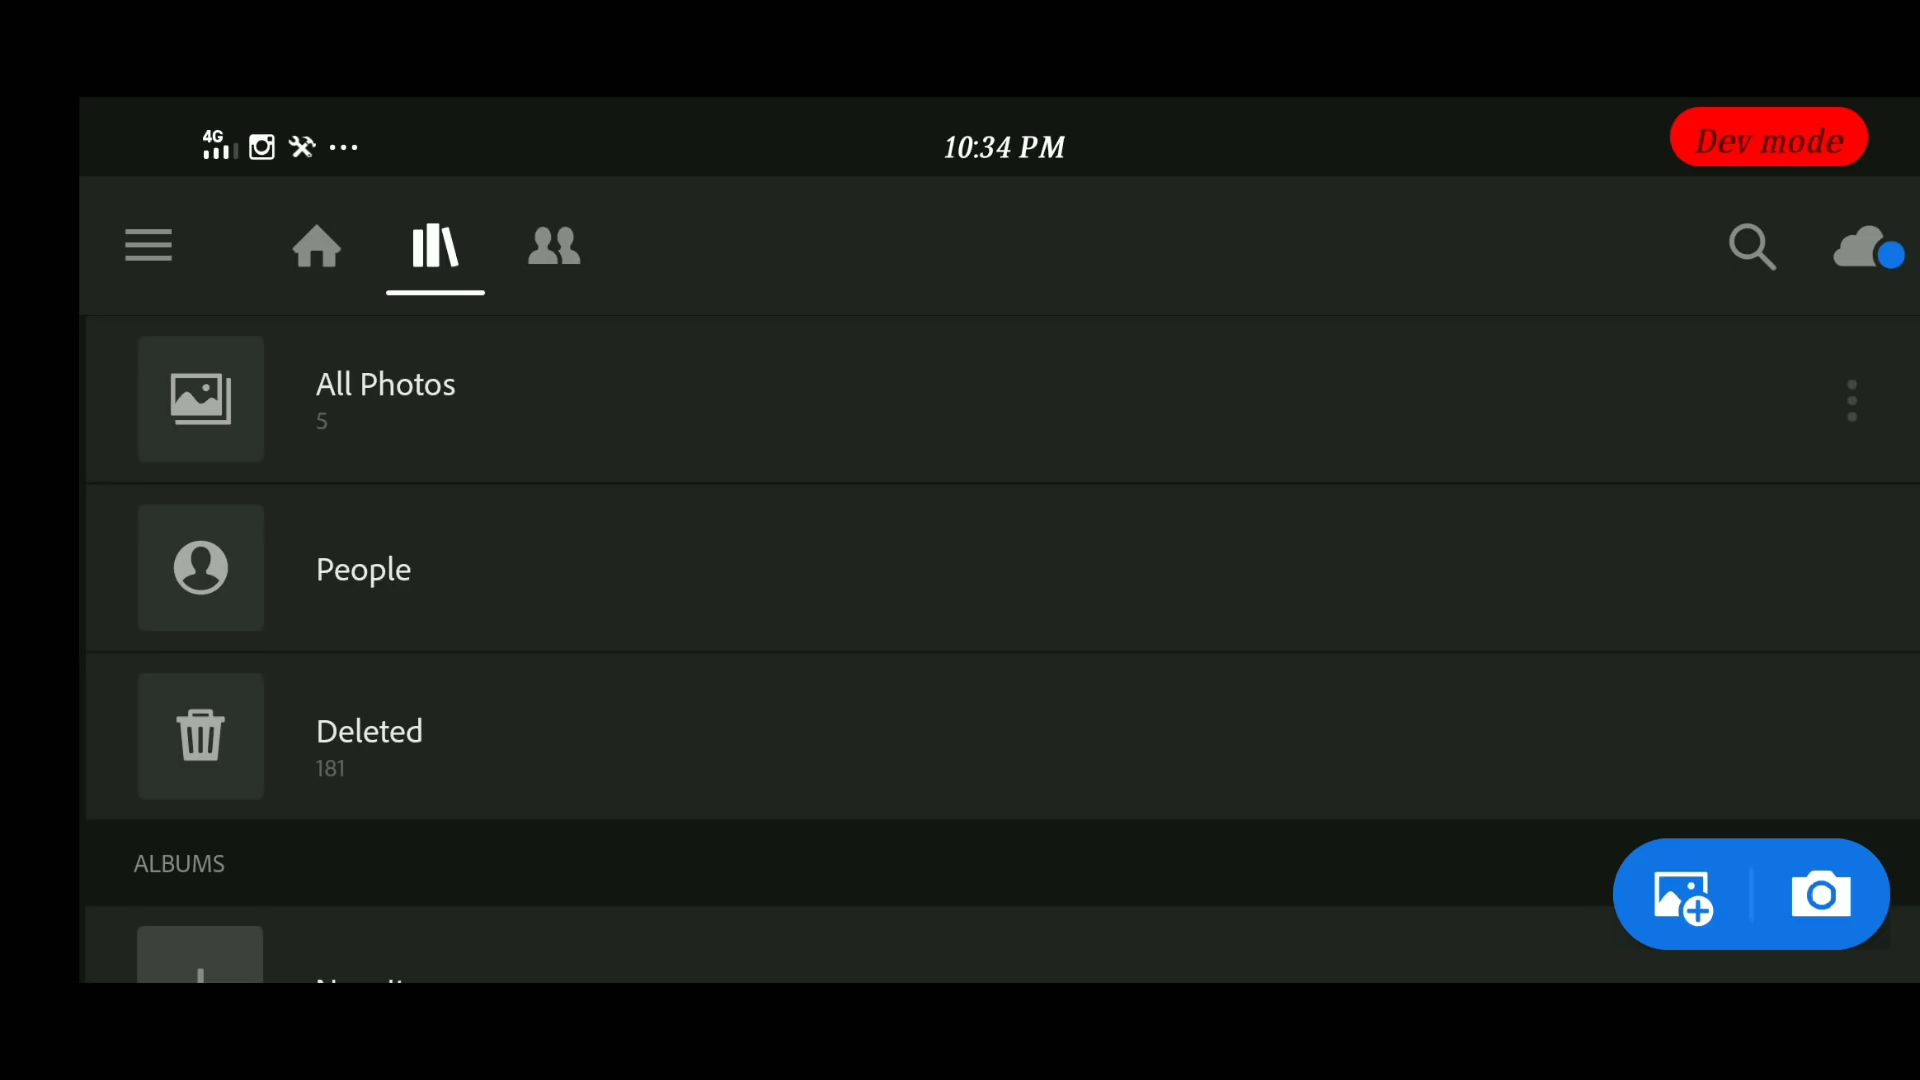 4G
10:34 PM
Dev mode
All Photos
5
People
Deleted
181
ALBUMS